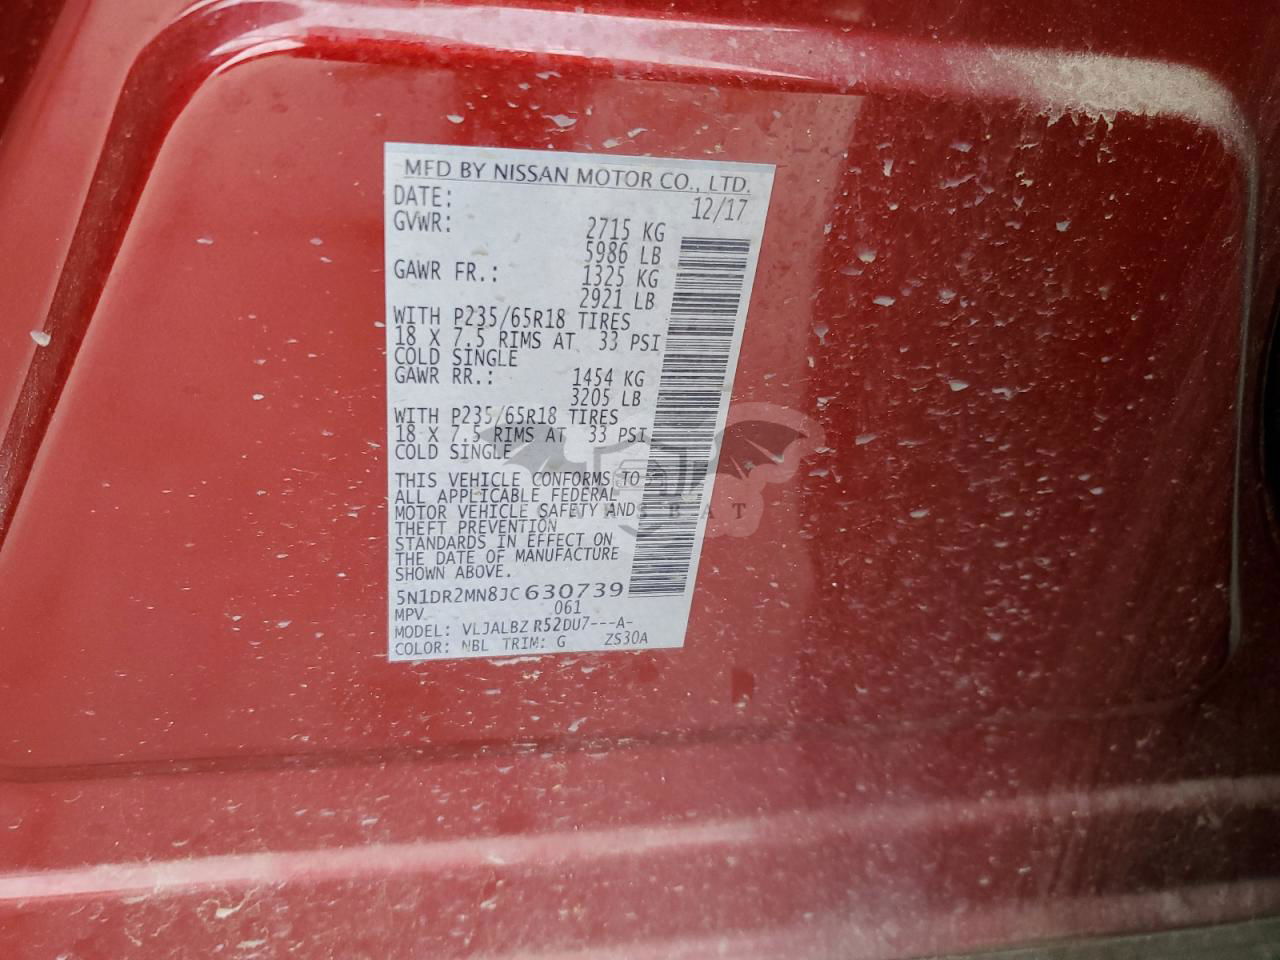 MFD BY NISSAN MOTOR CO., LTD.
DATE: 12/17
GVWR: 2715 KG
5986 LB
GAWR FR.: 1325 KG
2921 LB
WITH P235/65R18 TIRES
18 X 7.5 RIMS AT 33 PSI
COLD SINGLE
GAWR RR.: 1454 KG
3205 LB
WITH P235/65R18 TIRES
18 X 7.5 RIMS AT 33 PSI
COLD SINGLE
THIS VEHICLE CONFORMS TO
ALL APPLICABLE FEDERAL
MOTOR VEHICLE SAFETY AND
THEFT PREVENTION
STANDARDS IN EFFECT ON
THE DATE OF MANUFACTURE
SHOWN ABOVE.
5N1DR2MN8JC630739
MPV 061
MODEL: VLJALBZ R52DU7---A-
COLOR: NBL TRIM: G ZS30A